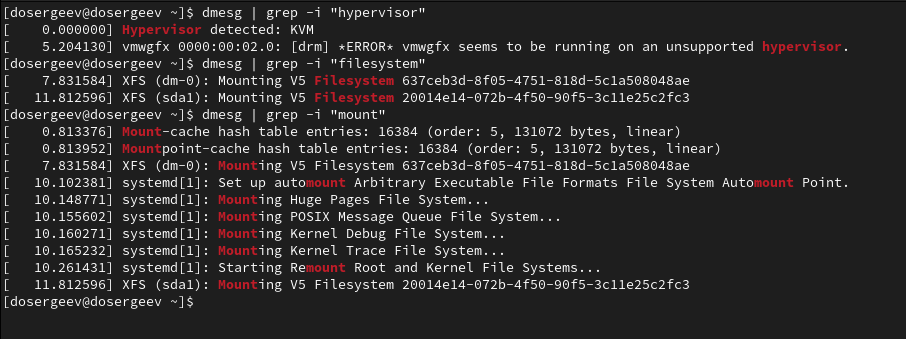 [dosergeev@dosergeev ~]$ dmesg | grep -i "hypervisor"
[    0.000000] Hypervisor detected: KVM
[    5.204130] vmwgfx 0000:00:02.0: [drm] *ERROR* vmwgfx seems to be running on an unsupported hypervisor.
[dosergeev@dosergeev ~]$ dmesg | grep -i "filesystem"
[    7.831584] XFS (dm-0): Mounting V5 Filesystem 637ceb3d-8f05-4751-818d-5c1a508048ae
[   11.812596] XFS (sda1): Mounting V5 Filesystem 20014e14-072b-4f50-90f5-3c11e25c2fc3
[dosergeev@dosergeev ~]$ dmesg | grep -i "mount"
[    0.813376] Mount-cache hash table entries: 16384 (order: 5, 131072 bytes, linear)
[    0.813952] Mountpoint-cache hash table entries: 16384 (order: 5, 131072 bytes, linear)
[    7.831584] XFS (dm-0): Mounting V5 Filesystem 637ceb3d-8f05-4751-818d-5c1a508048ae
[   10.102381] systemd[1]: Set up automount Arbitrary Executable File Formats File System Automount Point.
[   10.148771] systemd[1]: Mounting Huge Pages File System...
[   10.155602] systemd[1]: Mounting POSIX Message Queue File System...
[   10.160271] systemd[1]: Mounting Kernel Debug File System...
[   10.165232] systemd[1]: Mounting Kernel Trace File System...
[   10.261431] systemd[1]: Starting Remount Root and Kernel File Systems...
[   11.812596] XFS (sda1): Mounting V5 Filesystem 20014e14-072b-4f50-90f5-3c11e25c2fc3
[dosergeev@dosergeev ~]$